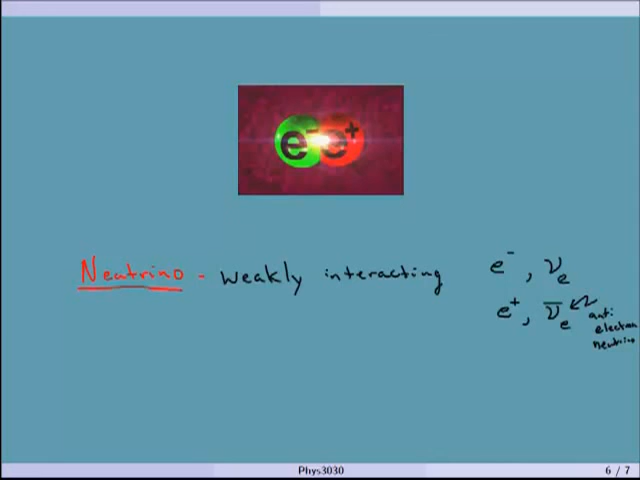 e⁻ e⁺
Neutrino - weakly interacting
e⁻, νₑ
e⁺, ν̅ₑ
anti
electron
neutrino
Phys3030
6 / 7